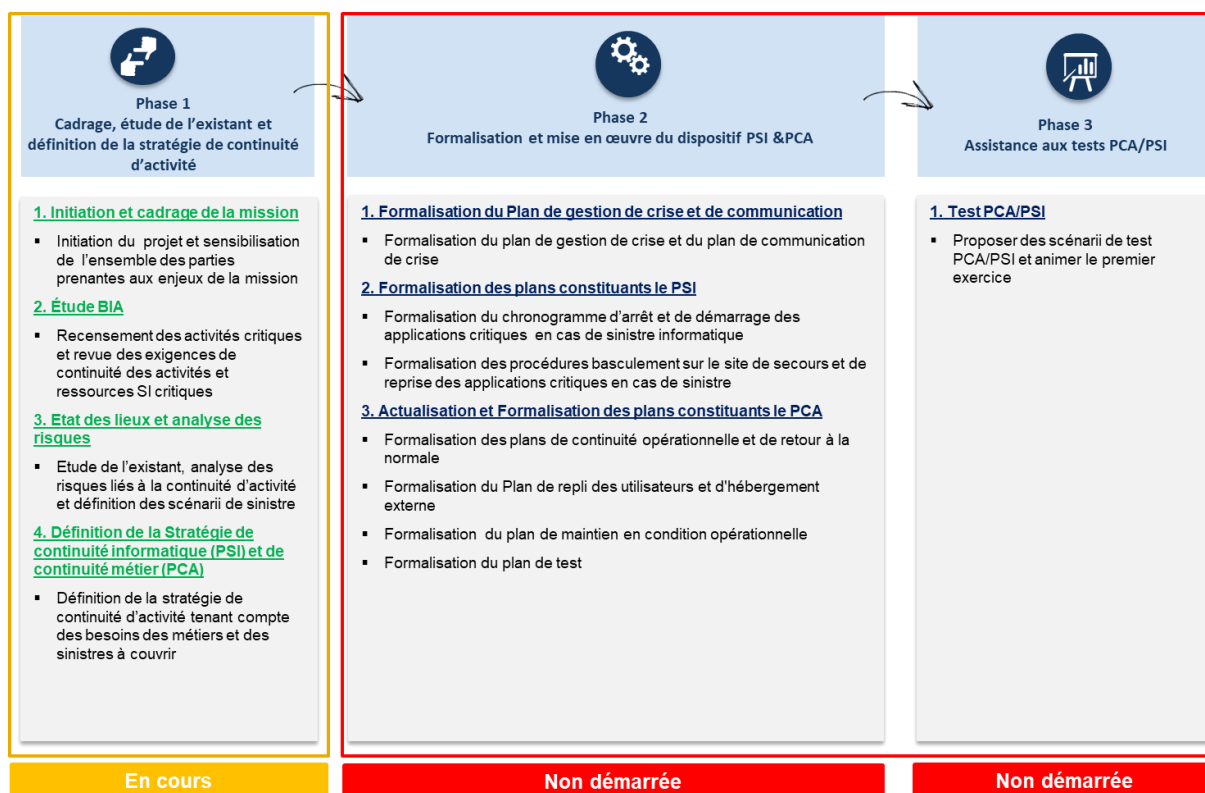 Phase 1
Cadrage, étude de l'existant et
définition de la stratégie de continuité
d'activité
1. Initiation et cadrage de la mission
▪ Initiation du projet et sensibilisation
de l'ensemble des parties
prenantes aux enjeux de la mission
2. Étude BIA
▪ Recensement des activités critiques
et revue des exigences de
continuité des activités et
ressources SI critiques
3. Etat des lieux et analyse des
risques
▪ Etude de l'existant, analyse des
risques liés à la continuité d'activité
et définition des scénarii de sinistre
4. Définition de la Stratégie de
continuité informatique (PSI) et de
continuité métier (PCA)
▪ Définition de la stratégie de
continuité d'activité tenant compte
des besoins des métiers et des
sinistres à couvrir
En cours
Phase 2
Formalisation et mise en œuvre du dispositif PSI &PCA
1. Formalisation du Plan de gestion de crise et de communication
▪ Formalisation du plan de gestion de crise et du plan de communication
de crise
2. Formalisation des plans constituants le PSI
▪ Formalisation du chronogramme d'arrêt et de démarrage des
applications critiques en cas de sinistre informatique
▪ Formalisation des procédures basculement sur le site de secours et de
reprise des applications critiques en cas de sinistre
3. Actualisation et Formalisation des plans constituants le PCA
▪ Formalisation des plans de continuité opérationnelle et de retour à la
normale
▪ Formalisation du Plan de repli des utilisateurs et d'hébergement
externe
▪ Formalisation du plan de maintien en condition opérationnelle
▪ Formalisation du plan de test
Non démarrée
Phase 3
Assistance aux tests PCA/PSI
1. Test PCA/PSI
▪ Proposer des scénarii de test
PCA/PSI et animer le premier
exercice
Non démarrée